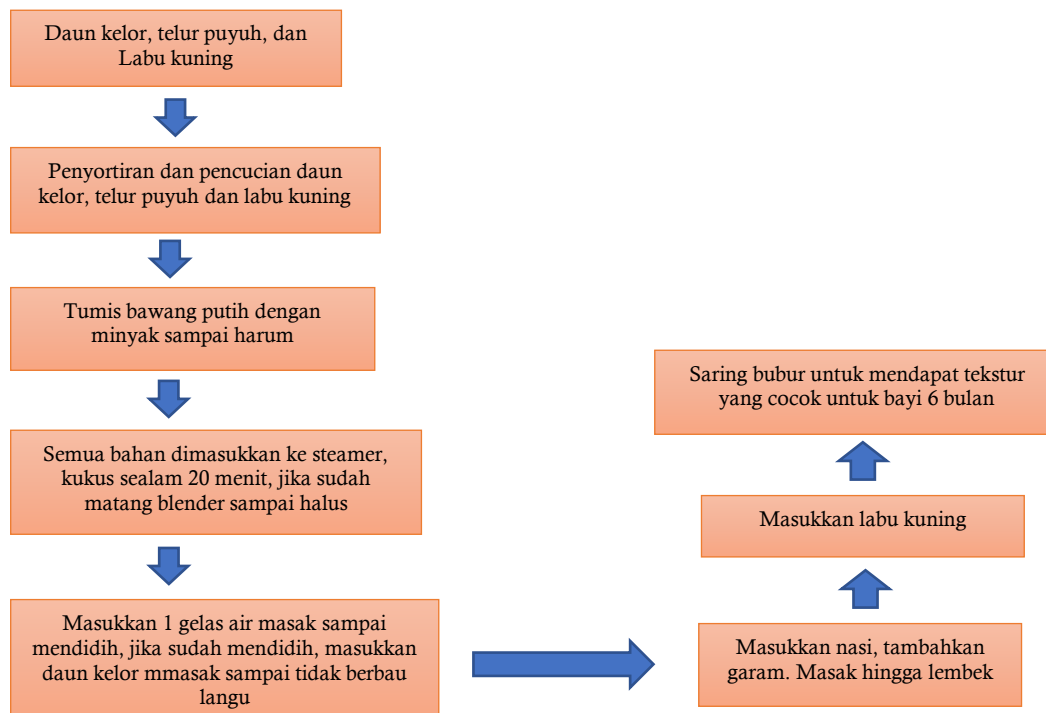 Daun kelor, telur puyuh, dan
Labu kuning
Penyortiran dan pencucian daun
kelor, telur puyuh dan labu kuning
Tumis bawang putih dengan
minyak sampai harum
Semua bahan dimasukkan ke steamer,
kukus sealam 20 menit, jika sudah
matang blender sampai halus
Masukkan 1 gelas air masak sampai
mendidih, jika sudah mendidih, masukkan
daun kelor mmasak sampai tidak berbau
langu
Masukkan nasi, tambahkan
garam. Masak hingga lembek
Masukkan labu kuning
Saring bubur untuk mendapat tekstur
yang cocok untuk bayi 6 bulan